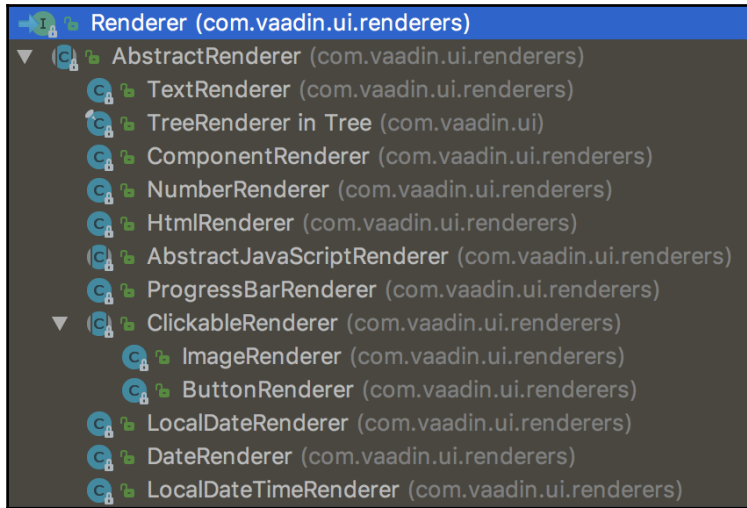 Renderer (com.vaadin.ui.renderers)
AbstractRenderer (com.vaadin.ui.renderers)
TextRenderer (com.vaadin.ui.renderers)
TreeRenderer in Tree (com.vaadin.ui)
ComponentRenderer (com.vaadin.ui.renderers)
NumberRenderer (com.vaadin.ui.renderers)
HtmlRenderer (com.vaadin.ui.renderers)
AbstractJavaScriptRenderer (com.vaadin.ui.renderers)
ProgressBarRenderer (com.vaadin.ui.renderers)
ClickableRenderer (com.vaadin.ui.renderers)
ImageRenderer (com.vaadin.ui.renderers)
ButtonRenderer (com.vaadin.ui.renderers)
LocalDateRenderer (com.vaadin.ui.renderers)
DateRenderer (com.vaadin.ui.renderers)
LocalDateTimeRenderer (com.vaadin.ui.renderers)